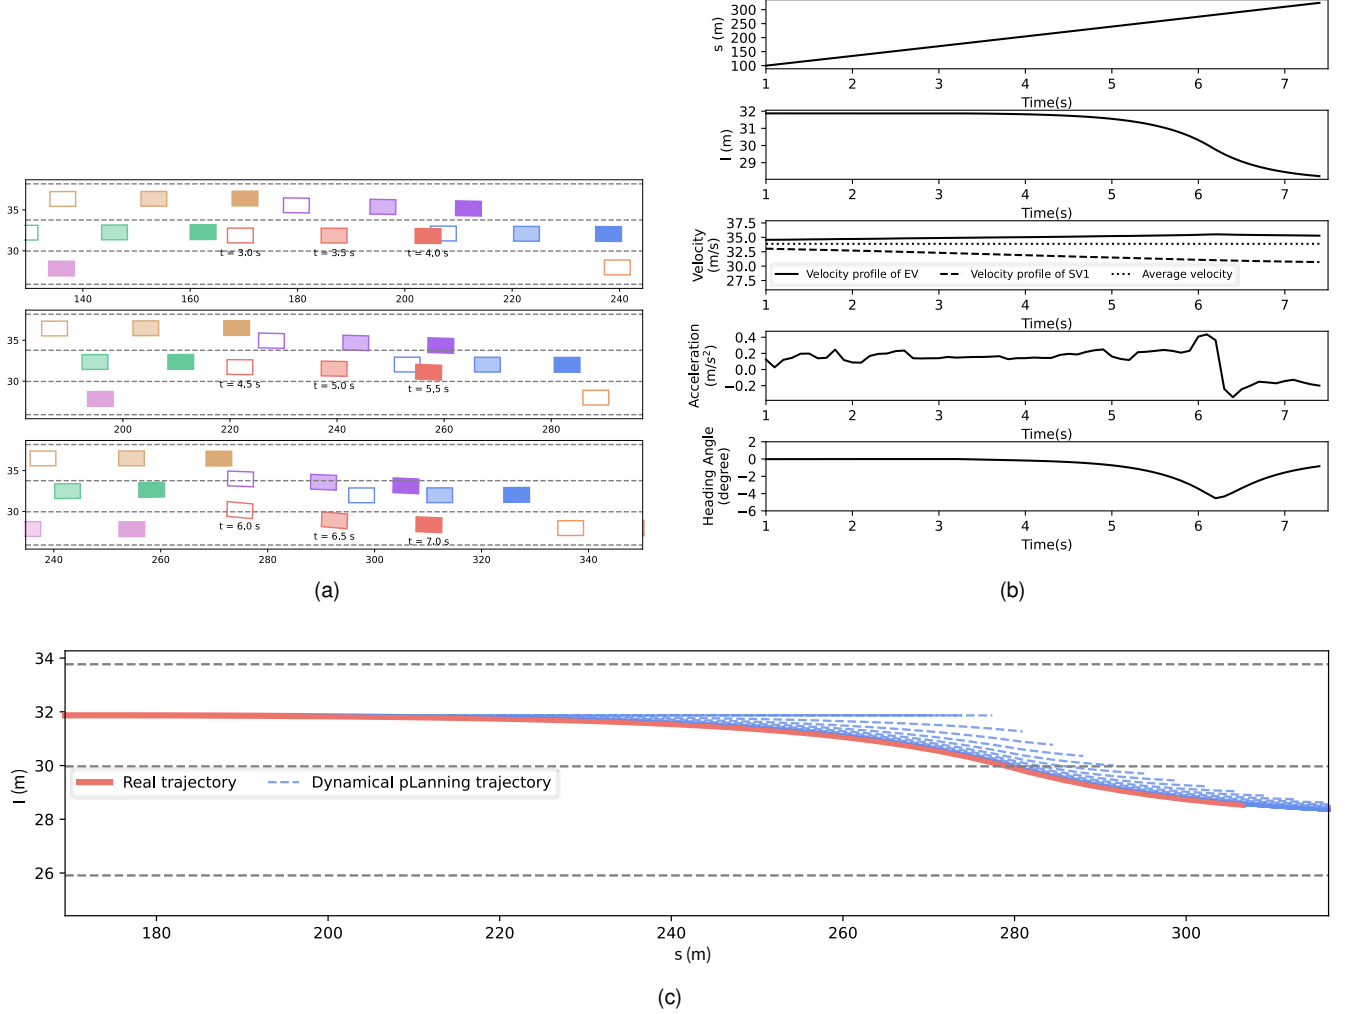 35
30
t = 3.0 s
t = 3.5 s
t = 4.0 s
140
160
180
200
220
240
35
30
t = 4.5 s
t = 5.0 s
t = 5.5 s
200
220
240
260
280
35
30
t = 6.0 s
t = 6.5 s
t = 7.0 s
240
260
280
300
320
340
(a)
s (m)
300
250
200
150
100
1 2 3 4 5 6 7
Time(s)
l (m)
32
31
29
28
1 2 3 4 5 6 7
Time(s)
Velocity
(m/s)
37.5
35.0
32.5
30.0
27.5
Velocity profile of EV
Velocity profile of SV1
Average velocity
1 2 3 4 5 6 7
Time(s)
Acceleration
(m/s²)
0.4
0.2
0.0
−0.2
1 2 3 4 5 6 7
Time(s)
Heading Angle
(degree)
2
0
−2
−4
−6
1 2 3 4 5 6 7
Time(s)
(b)
l (m)
34
32
30
28
26
Real trajectory
Dynamical pLanning trajectory
180
200
220
240
260
280
300
s (m)
(c)